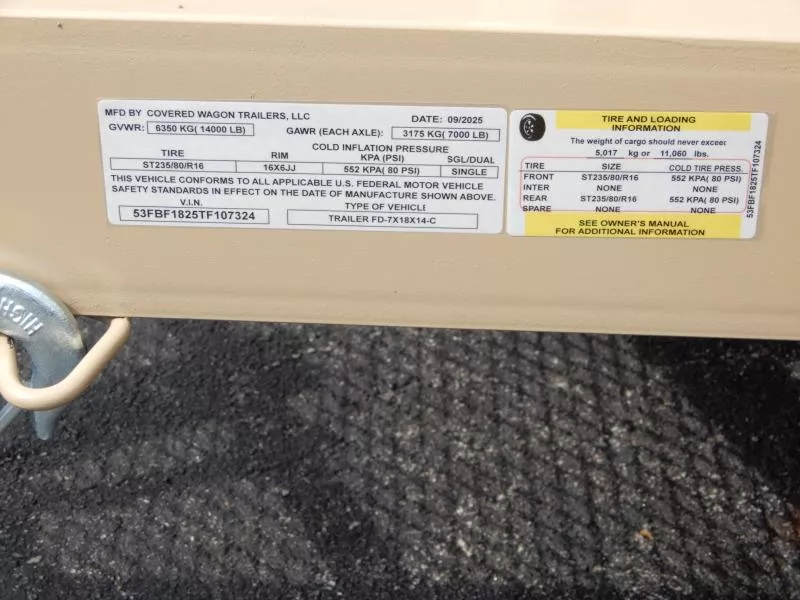 MFD BY COVERED WAGON TRAILERS, LLC DATE: 09/2025
GVWR: 6350 KG( 14000 LB) GAWR (EACH AXLE): 3175 KG( 7000 LB)
COLD INFLATION PRESSURE
TIRE RIM KPA (PSI) SGL/DUAL
ST235/80/R16 16X6JJ 552 KPA( 80 PSI) SINGLE
THIS VEHICLE CONFORMS TO ALL APPLICABLE U.S. FEDERAL MOTOR VEHICLE
SAFETY STANDARDS IN EFFECT ON THE DATE OF MANUFACTURE SHOWN ABOVE.
V.I.N. TYPE OF VEHICLE
53FBF1825TF107324 TRAILER FD-7X18X14-C
TIRE AND LOADING
INFORMATION
The weight of cargo should never exceed
5,017 kg or 11,060 lbs.
TIRE SIZE COLD TIRE PRESS.
FRONT ST235/80/R16 552 KPA( 80 PSI)
INTER NONE NONE
REAR ST235/80/R16 552 KPA( 80 PSI)
SPARE NONE NONE
SEE OWNER'S MANUAL
FOR ADDITIONAL INFORMATION
53FBF1825TF107324
HIGH